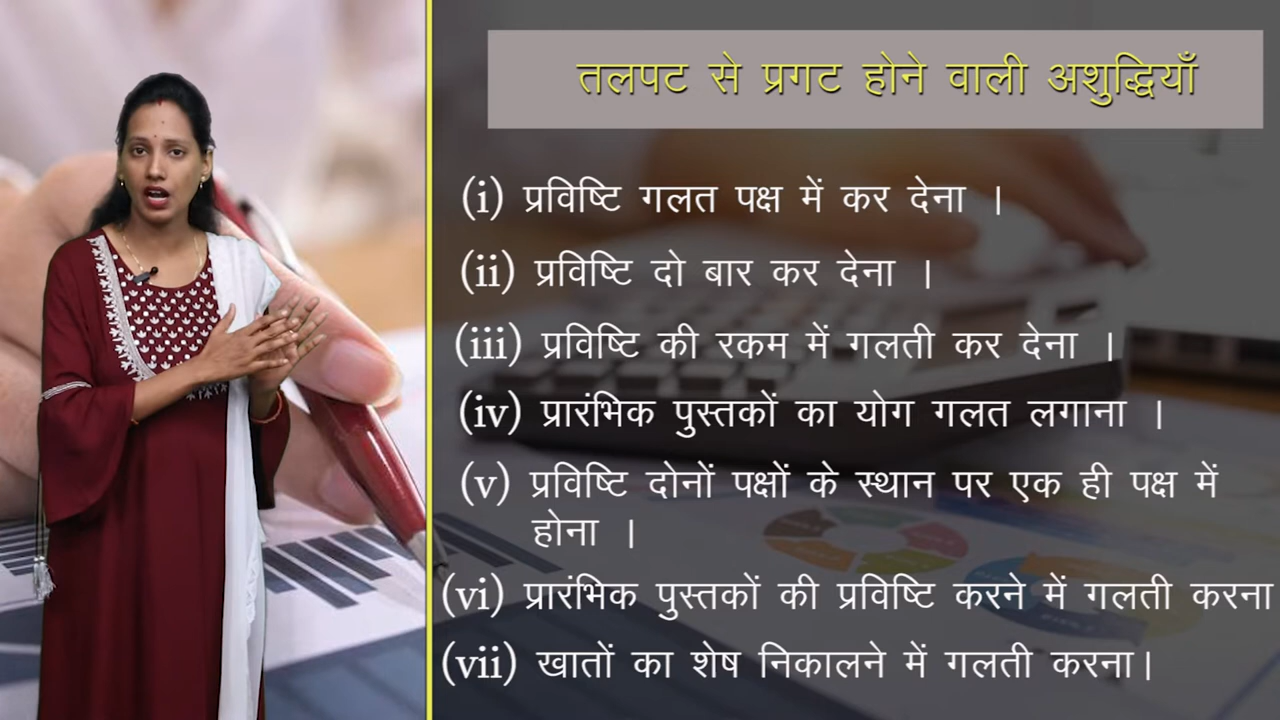 तलपट से प्रगट होने वाली अशुद्धियाँ
(i) प्रविष्टि गलत पक्ष में कर देना ।
(ii) प्रविष्टि दो बार कर देना ।
(iii) प्रविष्टि की रकम में गलती कर देना ।
(iv) प्रारंभिक पुस्तकों का योग गलत लगाना ।
(v) प्रविष्टि दोनों पक्षों के स्थान पर एक ही पक्ष में
होना ।
(vi) प्रारंभिक पुस्तकों की प्रविष्टि करने में गलती करना
(vii) खातों का शेष निकालने में गलती करना।